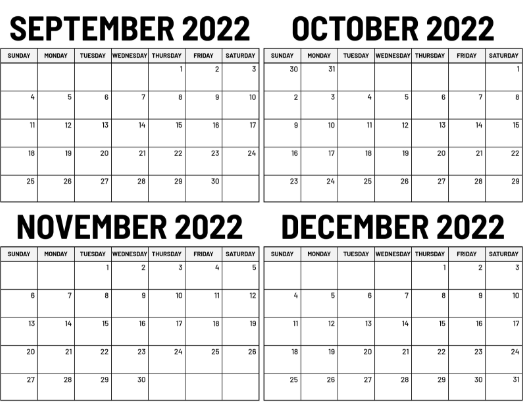 SEPTEMBER 2022
SUNDAY MONDAY TUESDAY WEDNESDAY THURSDAY FRIDAY SATURDAY
1 2 3
4 5 6 7 8 9 10
11 12 13 14 15 16 17
18 19 20 21 22 23 24
25 26 27 28 29 30
OCTOBER 2022
SUNDAY MONDAY TUESDAY WEDNESDAY THURSDAY FRIDAY SATURDAY
30 31 1
2 3 4 5 6 7 8
9 10 11 12 13 14 15
16 17 18 19 20 21 22
23 24 25 26 27 28 29
NOVEMBER 2022
SUNDAY MONDAY TUESDAY WEDNESDAY THURSDAY FRIDAY SATURDAY
1 2 3 4 5
6 7 8 9 10 11 12
13 14 15 16 17 18 19
20 21 22 23 24 25 26
27 28 29 30
DECEMBER 2022
SUNDAY MONDAY TUESDAY WEDNESDAY THURSDAY FRIDAY SATURDAY
1 2 3
4 5 6 7 8 9 10
11 12 13 14 15 16 17
18 19 20 21 22 23 24
25 26 27 28 29 30 31